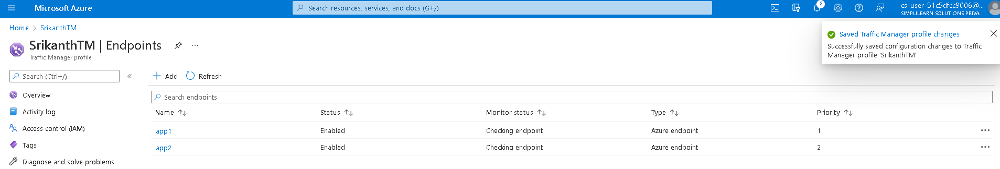 Microsoft Azure
Search resources, services, and docs (G+/)
2
cs-user-51c5dfcc9006@...
SIMPLILEARN SOLUTIONS PRIVA...
Home > SrikanthTM
SrikanthTM | Endpoints ...
Traffic Manager profile
Saved Traffic Manager profile changes
Successfully saved configuration changes to Traffic
Manager profile 'SrikanthTM'
Search (Ctrl+/) «
Overview
Activity log
Access control (IAM)
Tags
Diagnose and solve problems
+ Add Refresh
Search endpoints
Name Status Monitor status Type Priority
app1 Enabled Checking endpoint Azure endpoint 1 ...
app2 Enabled Checking endpoint Azure endpoint 2 ...